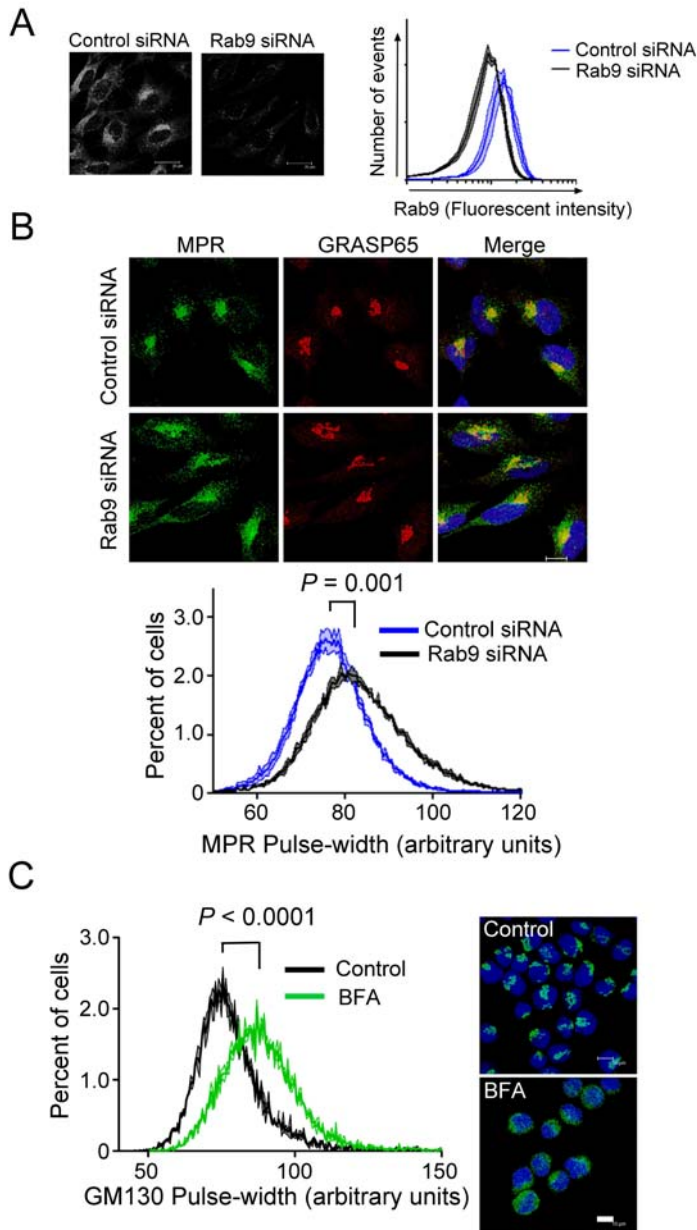 A
Control siRNA
Rab9 siRNA
Number of events
Control siRNA
Rab9 siRNA
Rab9 (Fluorescent intensity)
B
MPR
GRASP65
Merge
Control siRNA
Rab9 siRNA
P = 0.001
Percent of cells
3.0
2.0
1.0
0
Control siRNA
Rab9 siRNA
60
80
100
120
MPR Pulse-width (arbitrary units)
C
P < 0.0001
Percent of cells
3.0
2.0
1.0
0
Control
BFA
50
100
150
GM130 Pulse-width (arbitrary units)
Control
BFA